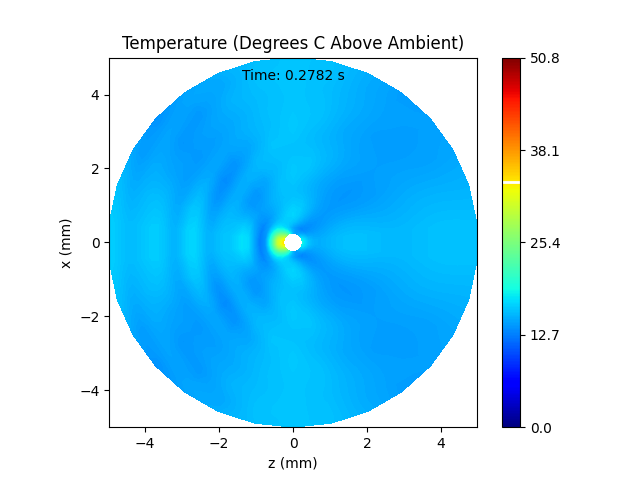 Temperature (Degrees C Above Ambient)
Time: 0.2782 s
4
2
0
−2
−4
x (mm)
−4 −2 0 2 4
z (mm)
50.8
38.1
25.4
12.7
0.0